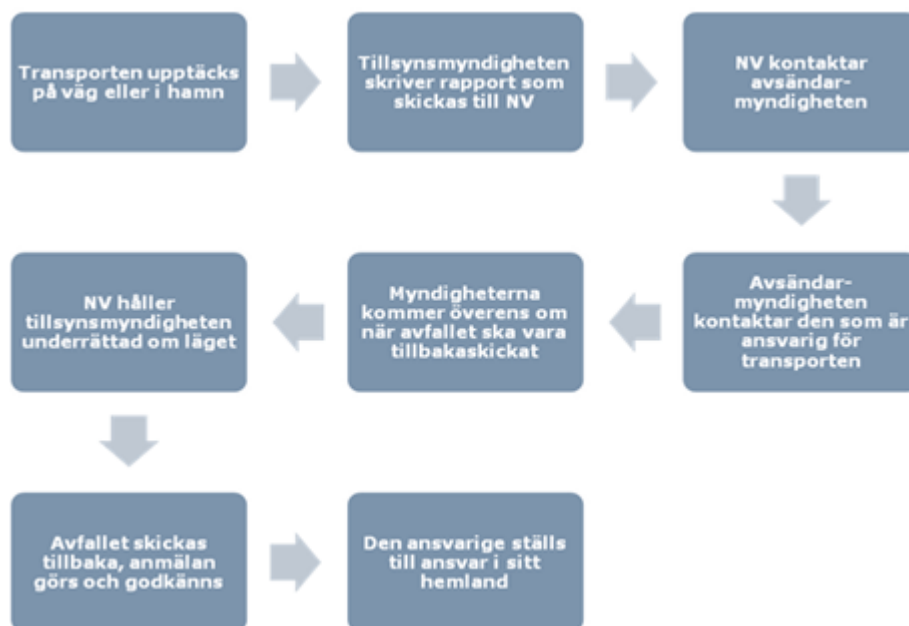 Transporten upptäcks
på väg eller i hamn
Tillsynsmyndigheten
skriver rapport som
skickas till NV
NV kontaktar
avsändar-
myndigheten
Avsändar-
myndigheten
kontaktar den som är
ansvarig för
transporten
Myndigheterna
kommer överens om
när avfallet ska vara
tillbakaskickat
NV håller
tillsynsmyndigheten
underrättad om läget
Avfallet skickas
tillbaka, anmälan
görs och godkänns
Den ansvarige ställs
till ansvar i sitt
hemland